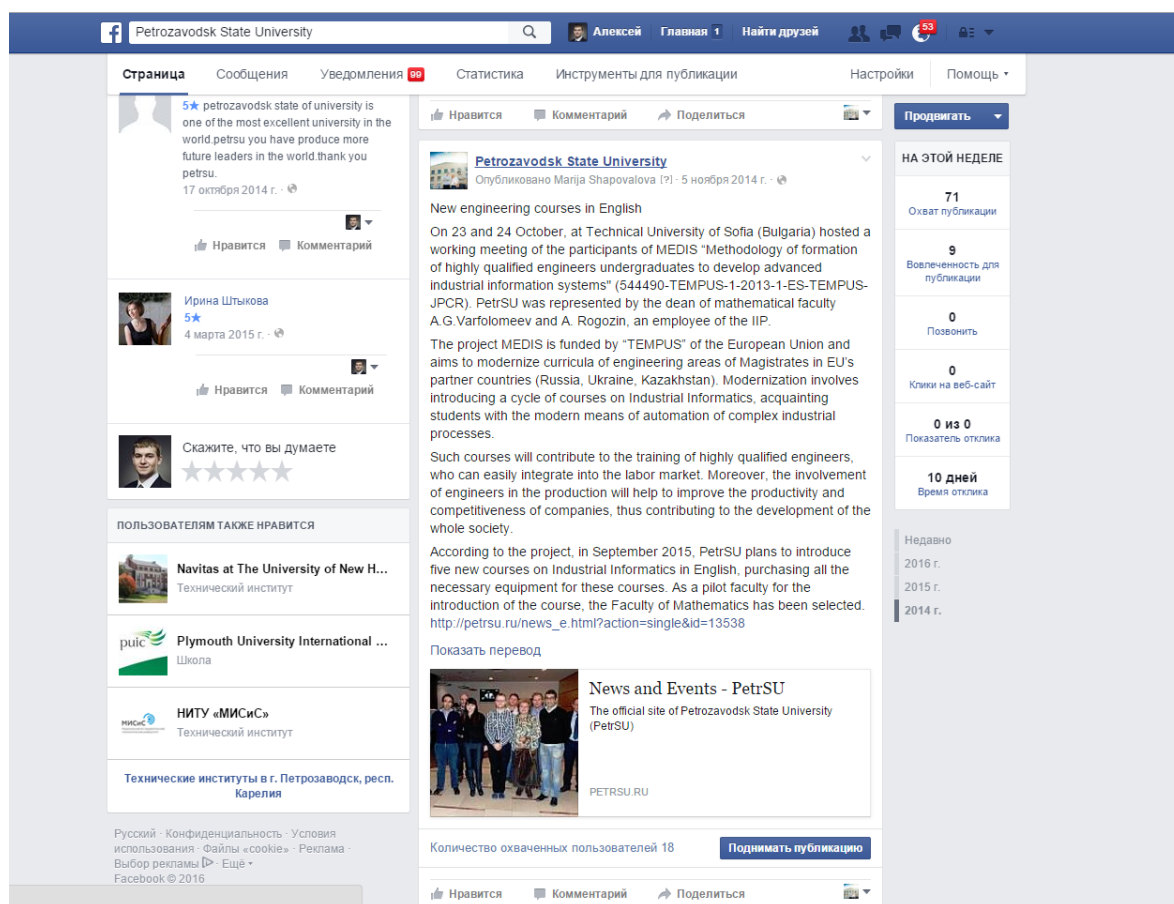 Petrozavodsk State University
Алексей Главная 1 Найти друзей 53
Страница Сообщения Уведомления 99 Статистика Инструменты для публикации Настройки Помощь
5★ petrozavodsk state of university is
one of the most excellent university in the
world.petrsu you have produce more
future leaders in the world.thank you
petrsu.
17 октября 2014 г. ·
Нравится Комментарий
Ирина Штыкова
5★
4 марта 2015 г. ·
Нравится Комментарий
Скажите, что вы думаете
ПОЛЬЗОВАТЕЛЯМ ТАКЖЕ НРАВИТСЯ
Navitas at The University of New H...
Технический институт
puic
Plymouth University International ...
Школа
МИСиС
НИТУ «МИСиС»
Технический институт
Технические институты в г. Петрозаводск, респ.
Карелия
Русский · Конфиденциальность · Условия
использования · Файлы «cookie» · Реклама ·
Выбор рекламы · Ещё
Facebook © 2016
Нравится Комментарий Поделиться
Petrozavodsk State University
Опубликовано Marija Shapovalova [?] · 5 ноября 2014 г. ·
New engineering courses in English
On 23 and 24 October, at Technical University of Sofia (Bulgaria) hosted a
working meeting of the participants of MEDIS “Methodology of formation
of highly qualified engineers undergraduates to develop advanced
industrial information systems" (544490-TEMPUS-1-2013-1-ES-TEMPUS-
JPCR). PetrSU was represented by the dean of mathematical faculty
A.G.Varfolomeev and A. Rogozin, an employee of the IIP.
The project MEDIS is funded by “TEMPUS” of the European Union and
aims to modernize curricula of engineering areas of Magistrates in EU's
partner countries (Russia, Ukraine, Kazakhstan). Modernization involves
introducing a cycle of courses on Industrial Informatics, acquainting
students with the modern means of automation of complex industrial
processes.
Such courses will contribute to the training of highly qualified engineers,
who can easily integrate into the labor market. Moreover, the involvement
of engineers in the production will help to improve the productivity and
competitiveness of companies, thus contributing to the development of the
whole society.
According to the project, in September 2015, PetrSU plans to introduce
five new courses on Industrial Informatics in English, purchasing all the
necessary equipment for these courses. As a pilot faculty for the
introduction of the course, the Faculty of Mathematics has been selected.
http://petrsu.ru/news_e.html?action=single&id=13538
Показать перевод
News and Events - PetrSU
The official site of Petrozavodsk State University
(PetrSU)
PETRSU.RU
Количество охваченных пользователей 18 Поднимать публикацию
Нравится Комментарий Поделиться
Продвигать
НА ЭТОЙ НЕДЕЛЕ
71
Охват публикации
9
Вовлеченность для
публикации
0
Позвонить
0
Клики на веб-сайт
0 из 0
Показатель отклика
10 дней
Время отклика
Недавно
2016 г.
2015 г.
2014 г.